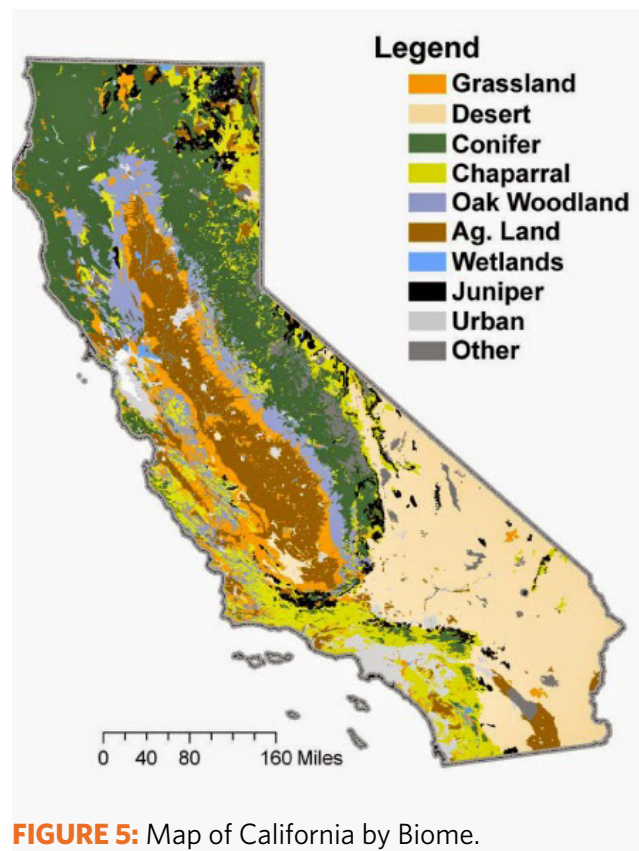 Legend
Grassland
Desert
Conifer
Chaparral
Oak Woodland
Ag. Land
Wetlands
Juniper
Urban
Other
0 40 80 160 Miles
FIGURE 5: Map of California by Biome.